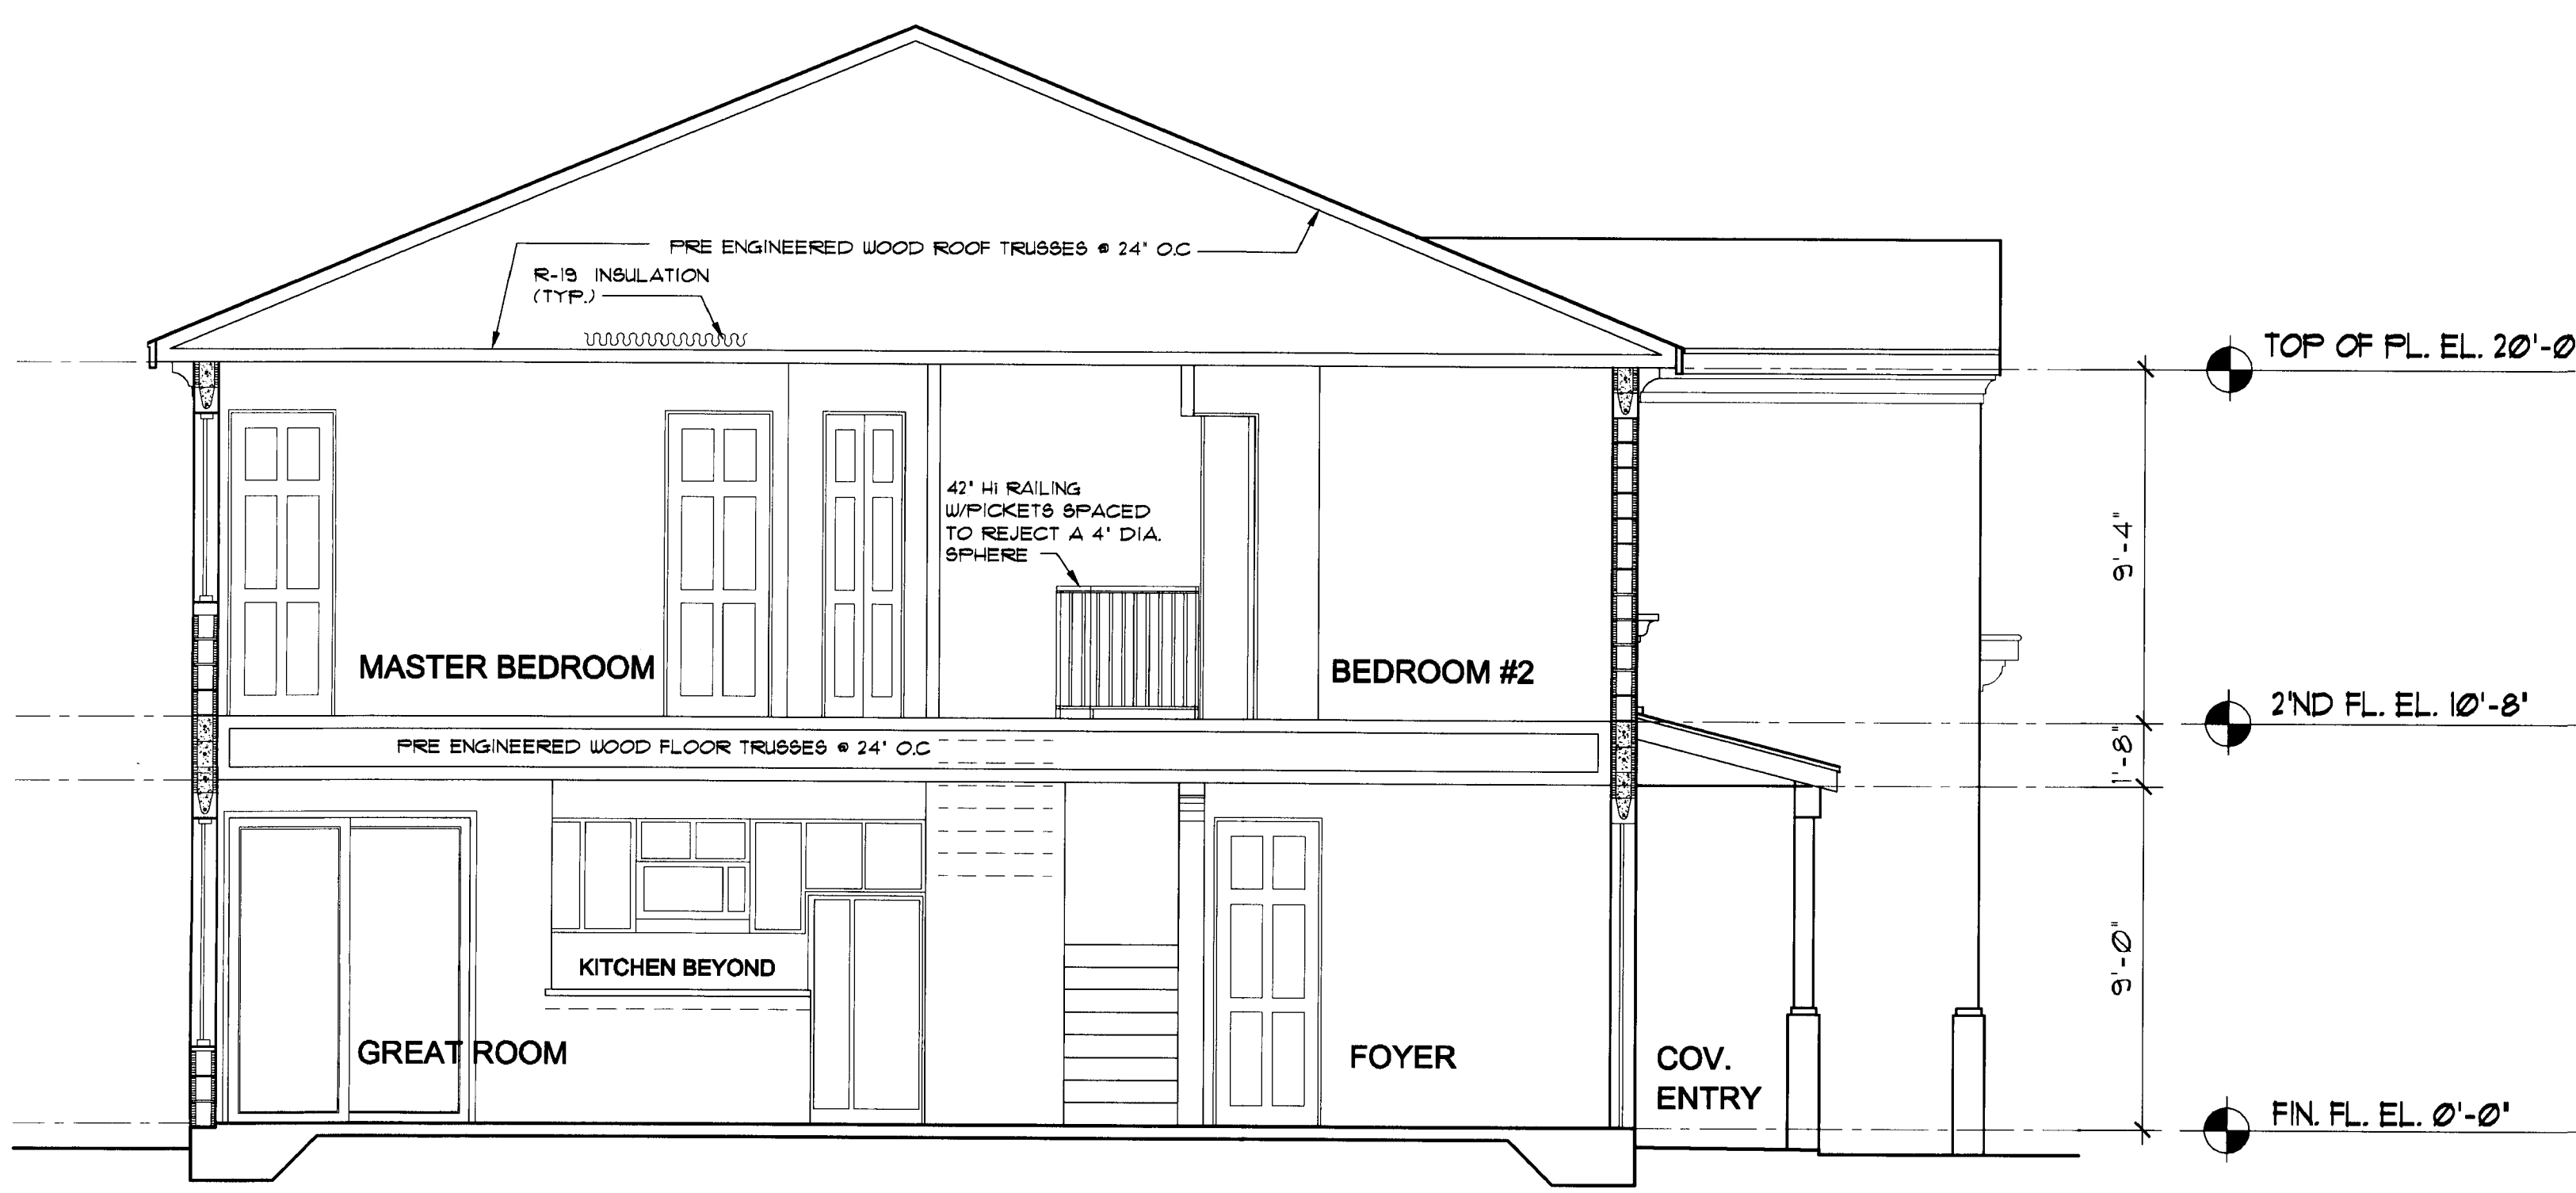 PRE ENGINEERED WOOD ROOF TRUSSES @ 24" O.C
R-19 INSULATION
(TYP.)
TOP OF PL. EL. 20'-0
9'-4"
42" HI RAILING
W/PICKETS SPACED
TO REJECT A 4" DIA.
SPHERE
MASTER BEDROOM
BEDROOM #2
2'ND FL. EL. 10'-8"
PRE ENGINEERED WOOD FLOOR TRUSSES @ 24" O.C
1'-8"
9'-0"
KITCHEN BEYOND
GREAT ROOM
FOYER
COV.
ENTRY
FIN. FL. EL. 0'-0"